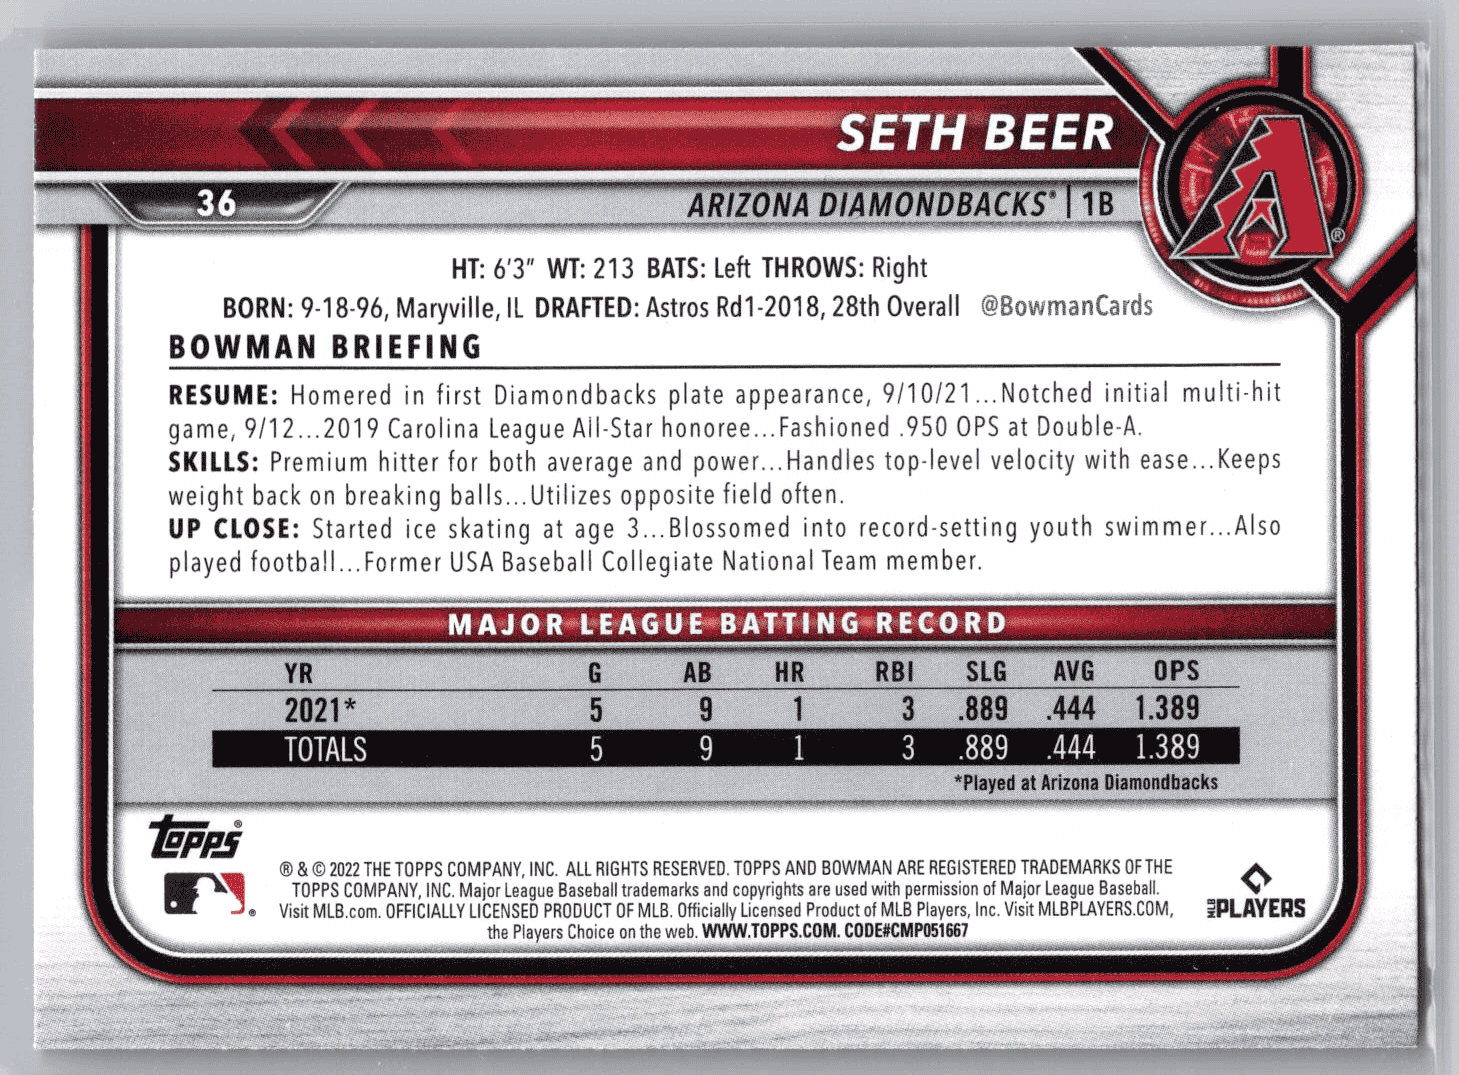 SETH BEER
36
ARIZONA DIAMONDBACKS® | 1B
HT: 6'3" WT: 213 BATS: Left THROWS: Right
BORN: 9-18-96, Maryville, IL DRAFTED: Astros Rd1-2018, 28th Overall @BowmanCards
BOWMAN BRIEFING
RESUME: Homered in first Diamondbacks plate appearance, 9/10/21...Notched initial multi-hit
game, 9/12...2019 Carolina League All-Star honoree...Fashioned .950 OPS at Double-A.
SKILLS: Premium hitter for both average and power...Handles top-level velocity with ease...Keeps
weight back on breaking balls...Utilizes opposite field often.
UP CLOSE: Started ice skating at age 3...Blossomed into record-setting youth swimmer...Also
played football...Former USA Baseball Collegiate National Team member.
MAJOR LEAGUE BATTING RECORD
YR G AB HR RBI SLG AVG OPS
2021* 5 9 1 3 .889 .444 1.389
TOTALS 5 9 1 3 .889 .444 1.389
*Played at Arizona Diamondbacks
topps®
® & © 2022 THE TOPPS COMPANY, INC. ALL RIGHTS RESERVED. TOPPS AND BOWMAN ARE REGISTERED TRADEMARKS OF THE
TOPPS COMPANY, INC. Major League Baseball trademarks and copyrights are used with permission of Major League Baseball.
Visit MLB.com. OFFICIALLY LICENSED PRODUCT OF MLB. Officially Licensed Product of MLB Players, Inc. Visit MLBPLAYERS.COM,
the Players Choice on the web. WWW.TOPPS.COM. CODE#CMP051667
MLB PLAYERS